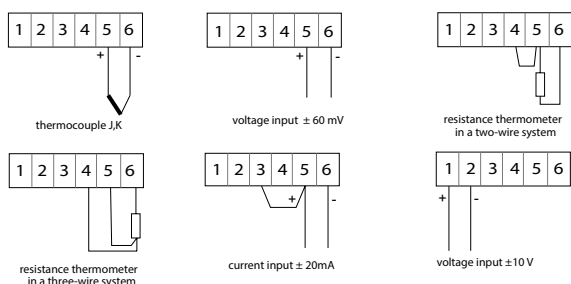 1 2 3 4 5 6
+ -
thermocouple J,K
1 2 3 4 5 6
+ -
voltage input ± 60 mV
1 2 3 4 5 6
resistance thermometer
in a two-wire system
1 2 3 4 5 6
resistance thermometer
in a three-wire system
1 2 3 4 5 6
+ -
current input ± 20mA
1 2 3 4 5 6
+ -
voltage input ±10 V